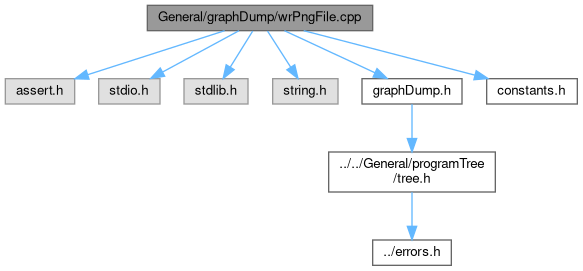 General/graphDump/wrPngFile.cpp
assert.h
stdio.h
stdlib.h
string.h
graphDump.h
constants.h
../../General/programTree
/tree.h
../errors.h